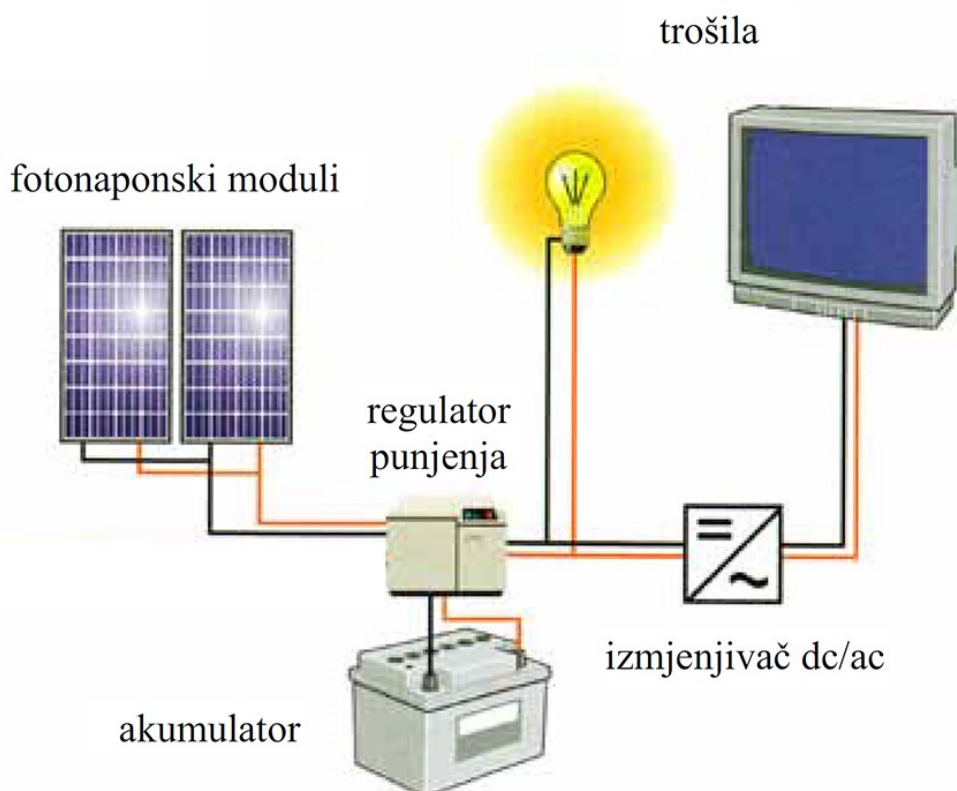 trošila
fotonaponski moduli
regulator
punjenja
izmjenjivač dc/ac
akumulator